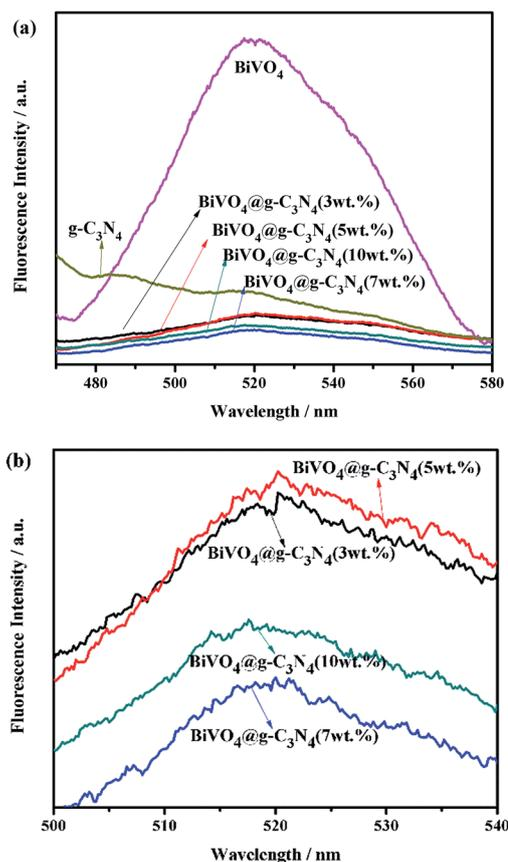 (a)
Fluorescence Intensity / a.u.
BiVO₄
BiVO₄@g-C₃N₄(3wt.%)
g-C₃N₄
BiVO₄@g-C₃N₄(5wt.%)
BiVO₄@g-C₃N₄(10wt.%)
BiVO₄@g-C₃N₄(7wt.%)
480 500 520 540 560 580
Wavelength / nm
(b)
Fluorescence Intensity / a.u.
BiVO₄@g-C₃N₄(5wt.%)
BiVO₄@g-C₃N₄(3wt.%)
BiVO₄@g-C₃N₄(10wt.%)
BiVO₄@g-C₃N₄(7wt.%)
500 510 520 530 540
Wavelength / nm